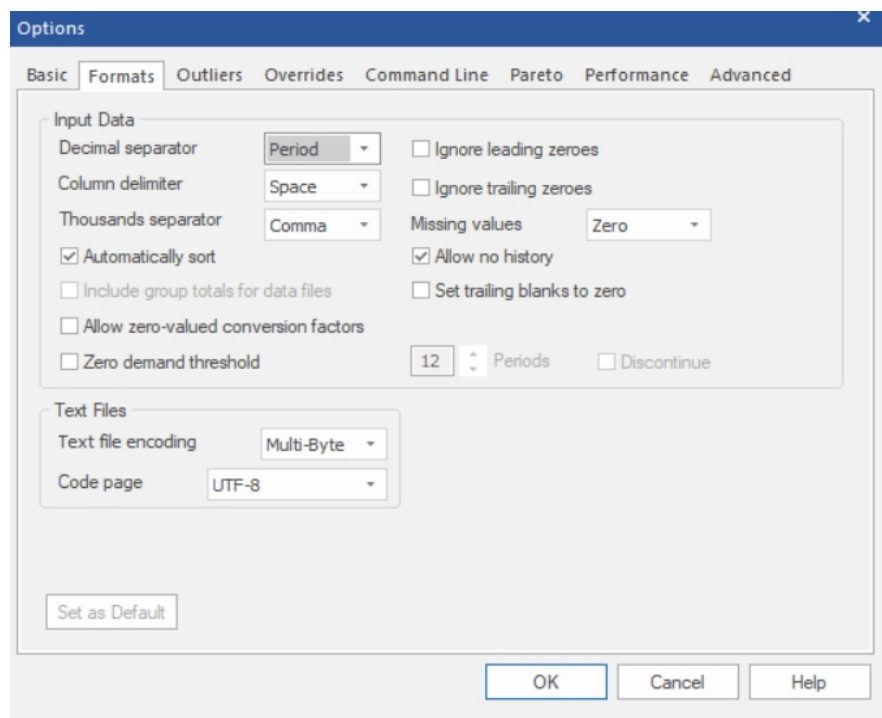 Options
Basic Formats Outliers Overrides Command Line Pareto Performance Advanced
Input Data
Decimal separator Period Ignore leading zeroes
Column delimiter Space Ignore trailing zeroes
Thousands separator Comma Missing values Zero
Automatically sort Allow no history
Include group totals for data files Set trailing blanks to zero
Allow zero-valued conversion factors
Zero demand threshold 12 Periods Discontinue
Text Files
Text file encoding Multi-Byte
Code page UTF-8
Set as Default
OK Cancel Help